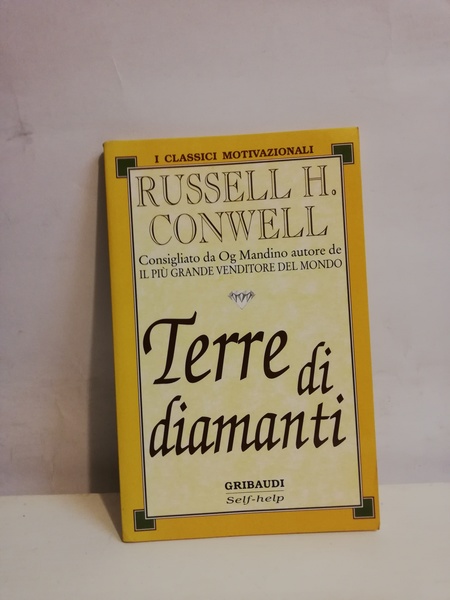 I CLASSICI MOTIVAZIONALI
RUSSELL H.
CONWELL
Consigliato da Og Mandino autore de
IL PIÙ GRANDE VENDITORE DEL MONDO
Terre di
diamanti
GRIBAUDI
Self-help